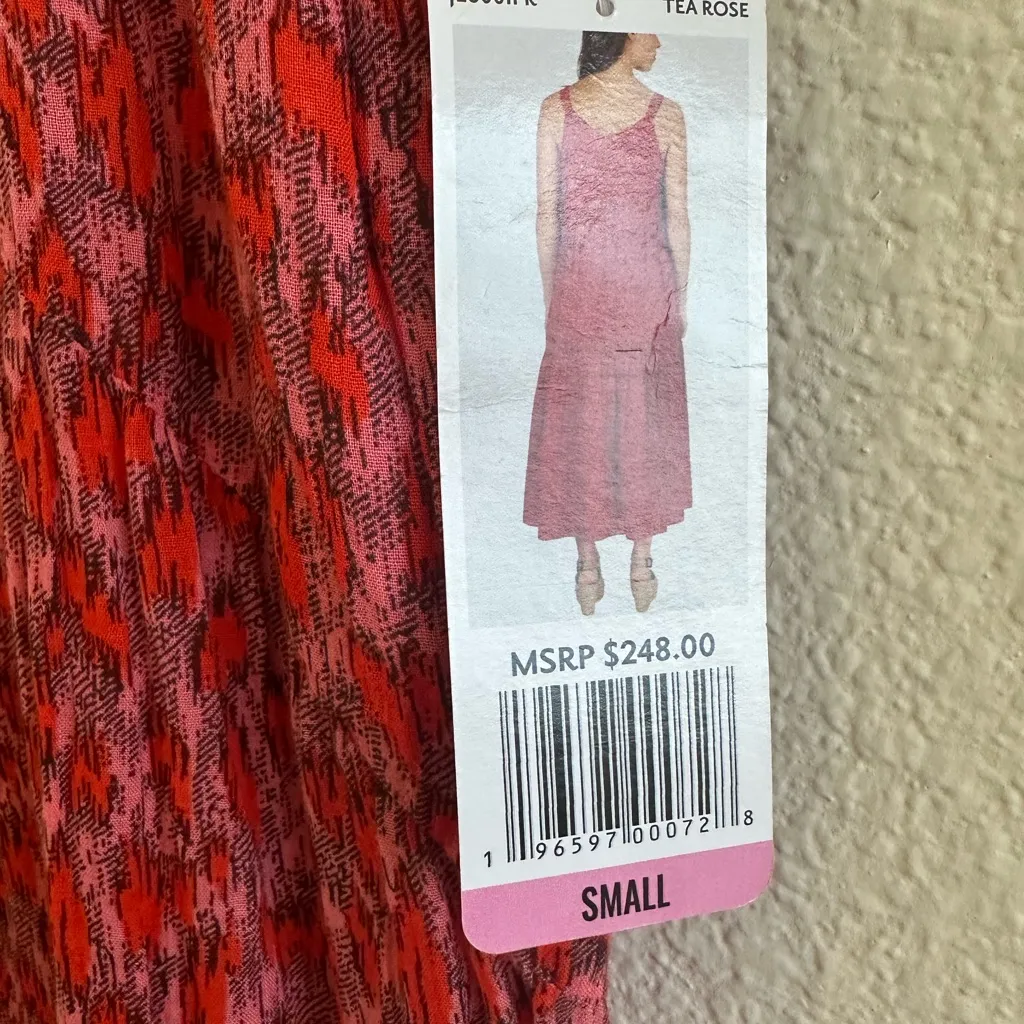 TEA ROSE
MSRP $248.00
1 96597 00072 8
SMALL